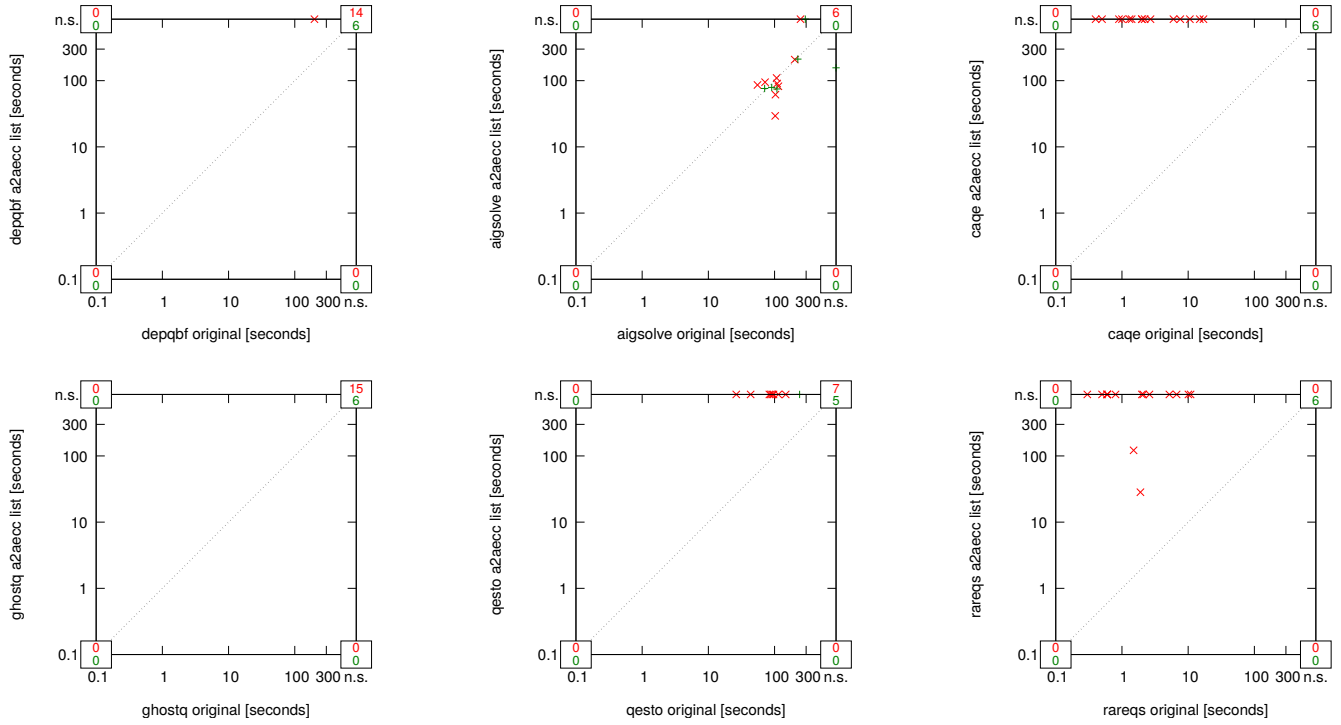 n.s. 0 14
0 6
300
100
10
1
0.1 0 0
0 0
0.1 1 10 100 300 n.s.
depqbf a2aecc list [seconds]
depqbf original [seconds]
n.s. 0 6
0 0
300
100
10
1
0.1 0 0
0 0
0.1 1 10 100 300 n.s.
aigsolve a2aecc list [seconds]
aigsolve original [seconds]
n.s. 0 0
0 6
300
100
10
1
0.1 0 0
0 0
0.1 1 10 100 300 n.s.
caqe a2aecc list [seconds]
caqe original [seconds]
n.s. 0 15
0 6
300
100
10
1
0.1 0 0
0 0
0.1 1 10 100 300 n.s.
ghostq a2aecc list [seconds]
ghostq original [seconds]
n.s. 0 7
0 5
300
100
10
1
0.1 0 0
0 0
0.1 1 10 100 300 n.s.
qesto a2aecc list [seconds]
qesto original [seconds]
n.s. 0 0
0 6
300
100
10
1
0.1 0 0
0 0
0.1 1 10 100 300 n.s.
rareqs a2aecc list [seconds]
rareqs original [seconds]